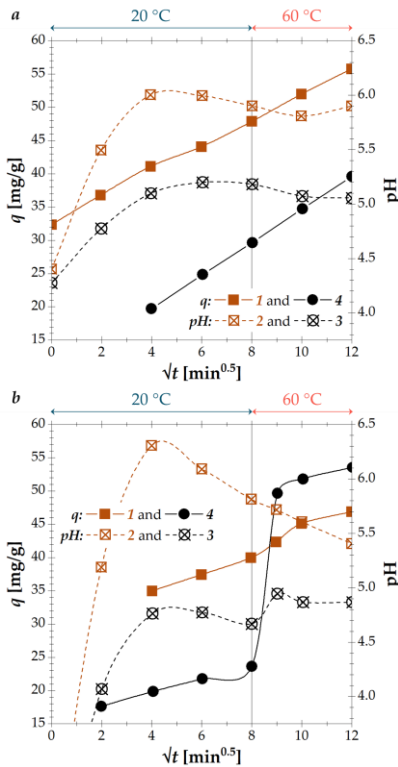 a
20 °C 60 °C
60 6.5
55
50 6.0
45 5.5
40
35 5.0
30
25 4.5
20 4.0
15
q [mg/g]
pH
q: 1 and 4
pH: 2 and 3
0 2 4 6 8 10 12
√t [min0.5]
b
20 °C 60 °C
60 6.5
55
50 6.0
45 5.5
40
35 5.0
30
25 4.5
20 4.0
15
q [mg/g]
pH
q: 1 and 4
pH: 2 and 3
0 2 4 6 8 10 12
√t [min0.5]